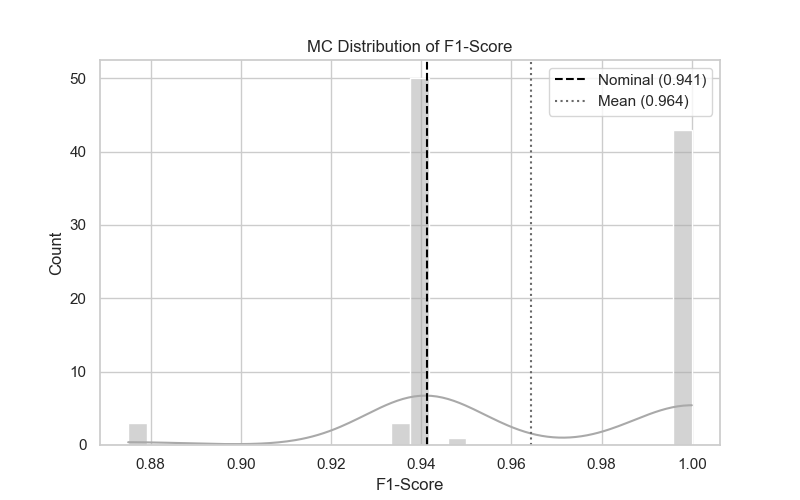 MC Distribution of F1-Score
50
40
30
20
10
0
Count
Nominal (0.941)
Mean (0.964)
0.88 0.90 0.92 0.94 0.96 0.98 1.00
F1-Score